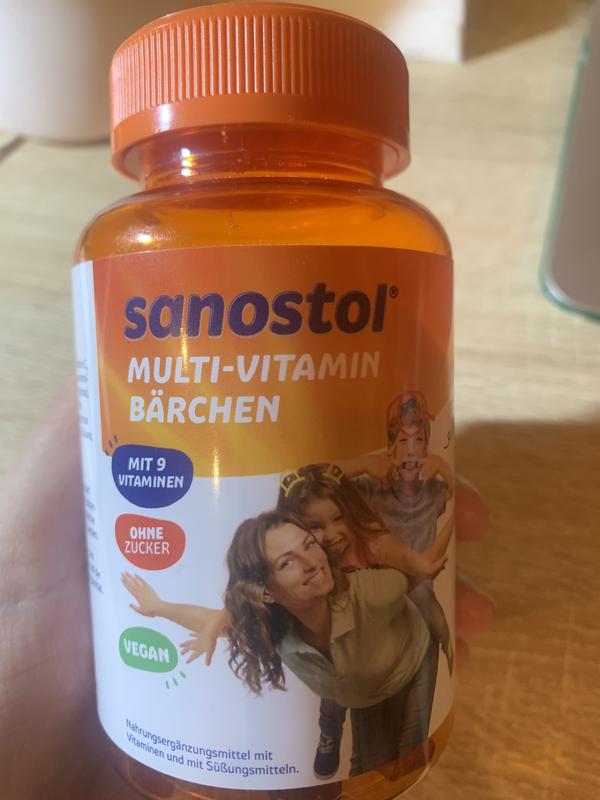 sanostol®
MULTI-VITAMIN
BÄRCHEN
MIT 9
VITAMINEN
OHNE
ZUCKER
VEGAN
Nahrungsergänzungsmittel mit
Vitaminen und mit Süßungsmitteln.